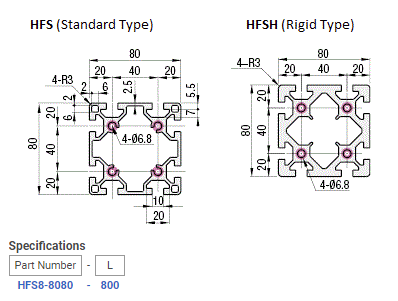 HFS (Standard Type)
80
20 40 20
4-R3
2 6
2.5
5.5
7
2
6
20
40
80
20
4-Ø6.8
10
20
HFSH (Rigid Type)
80
4-R3
20 40 20
20
40
80
20
4-Ø6.8
Specifications
Part Number - L
HFS8-8080 - 800